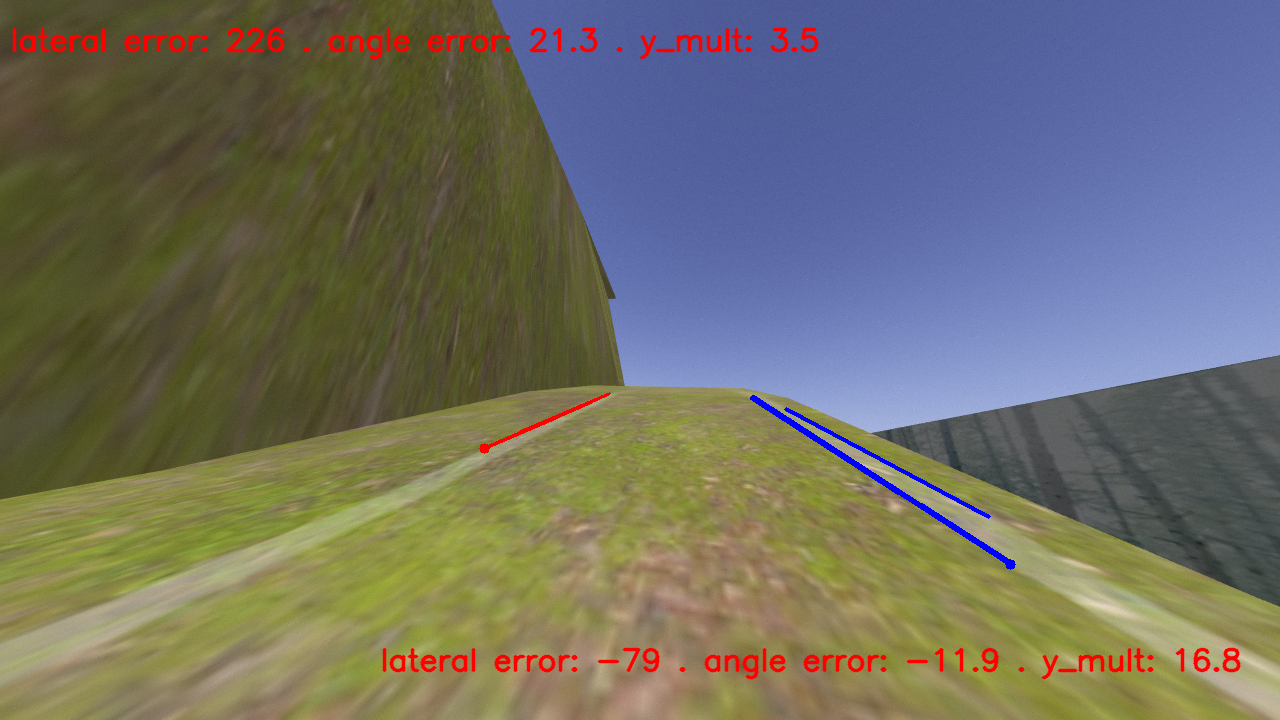 lateral error: 226 . angle error: 21.3 . y_mult: 3.5
lateral error: -79 . angle error: -11.9 . y_mult: 16.8